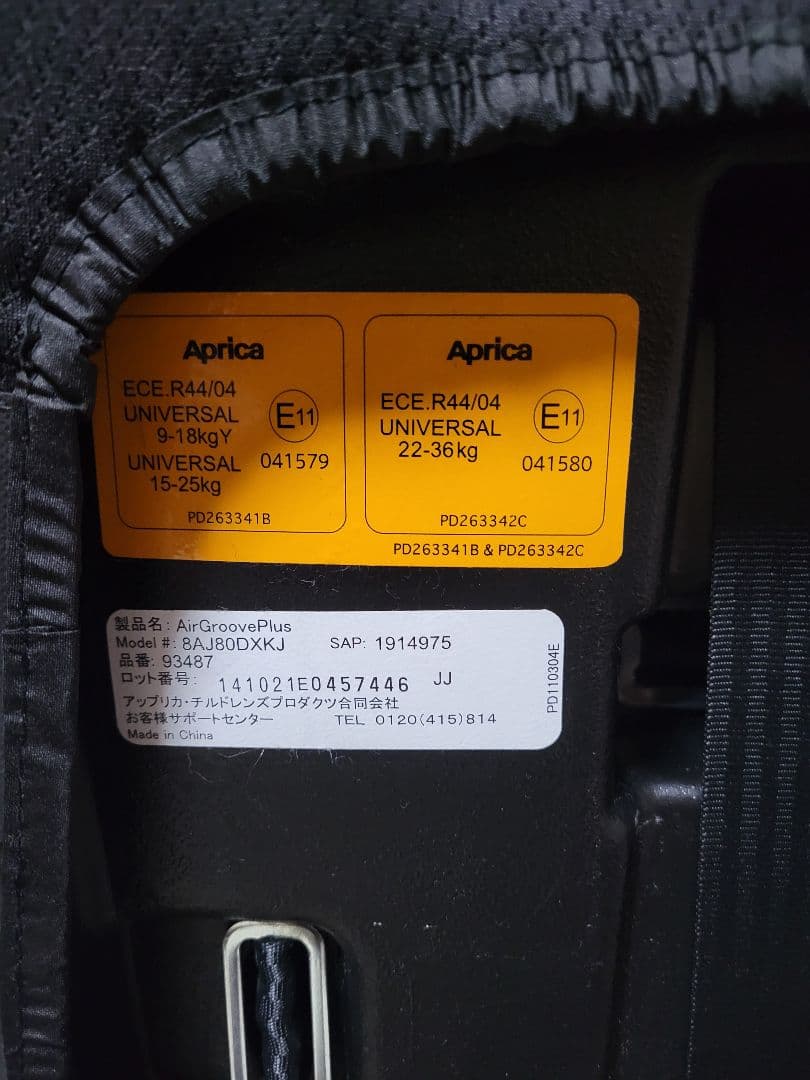 Aprica
ECE.R44/04
UNIVERSAL
9-18kgY
UNIVERSAL
15-25kg
E11
041579
PD263341B
Aprica
ECE.R44/04
UNIVERSAL
22-36kg
E11
041580
PD263342C
PD263341B & PD263342C
製品名: AirGroovePlus
Model #: 8AJ80DXKJ SAP: 1914975
品番: 93487
ロット番号: 141021E0457446 JJ
アップリカ・チルドレンズプロダクツ合同会社
お客様サポートセンター TEL 0120(415)814
Made in China
PD110304E